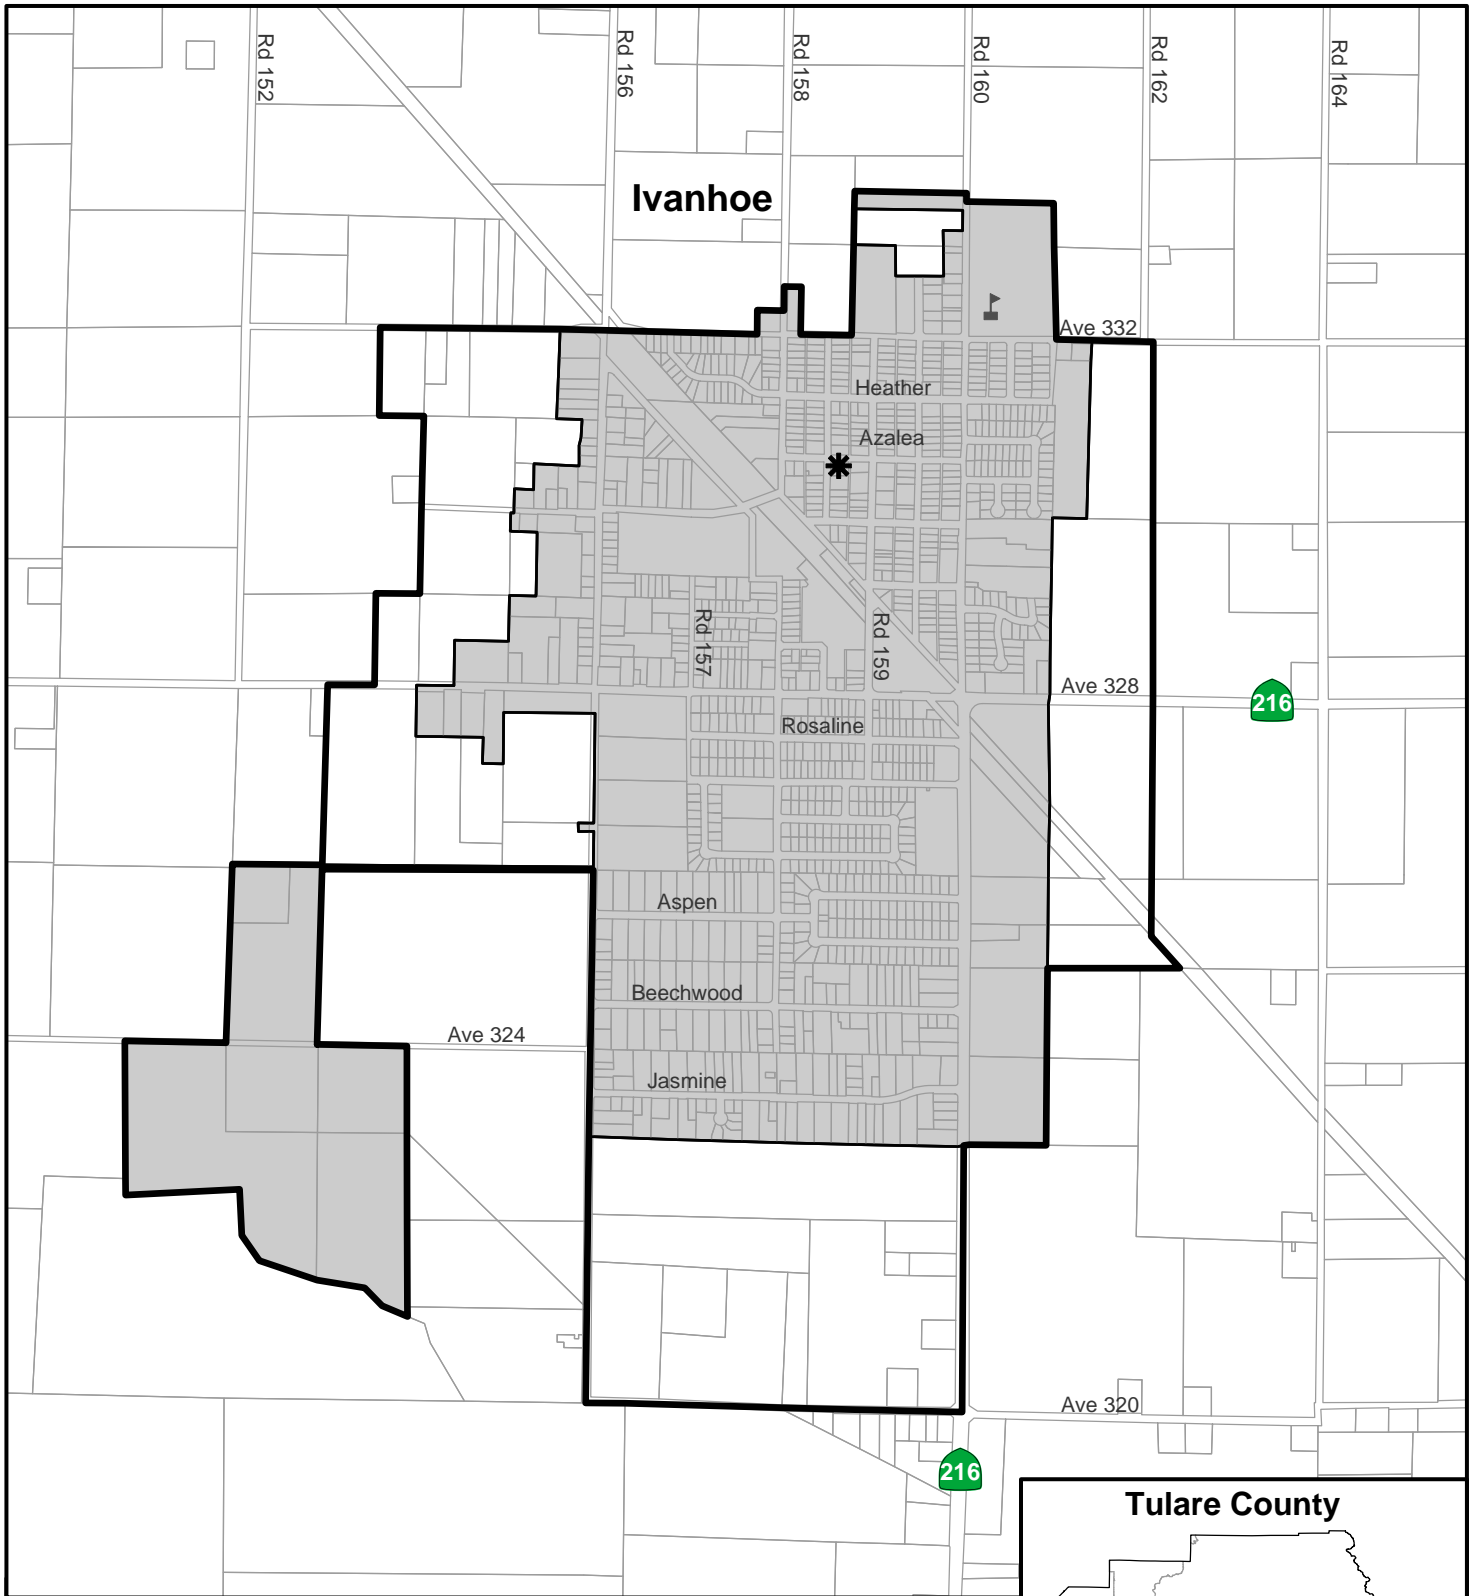 Rd 152
Rd 156
Rd 158
Rd 160
Rd 162
Rd 164
Ivanhoe
Ave 332
Heather
Azalea
Rd 157
Rd 159
Ave 328
216
Rosaline
Aspen
Beechwood
Ave 324
Jasmine
Ave 320
216
Tulare County